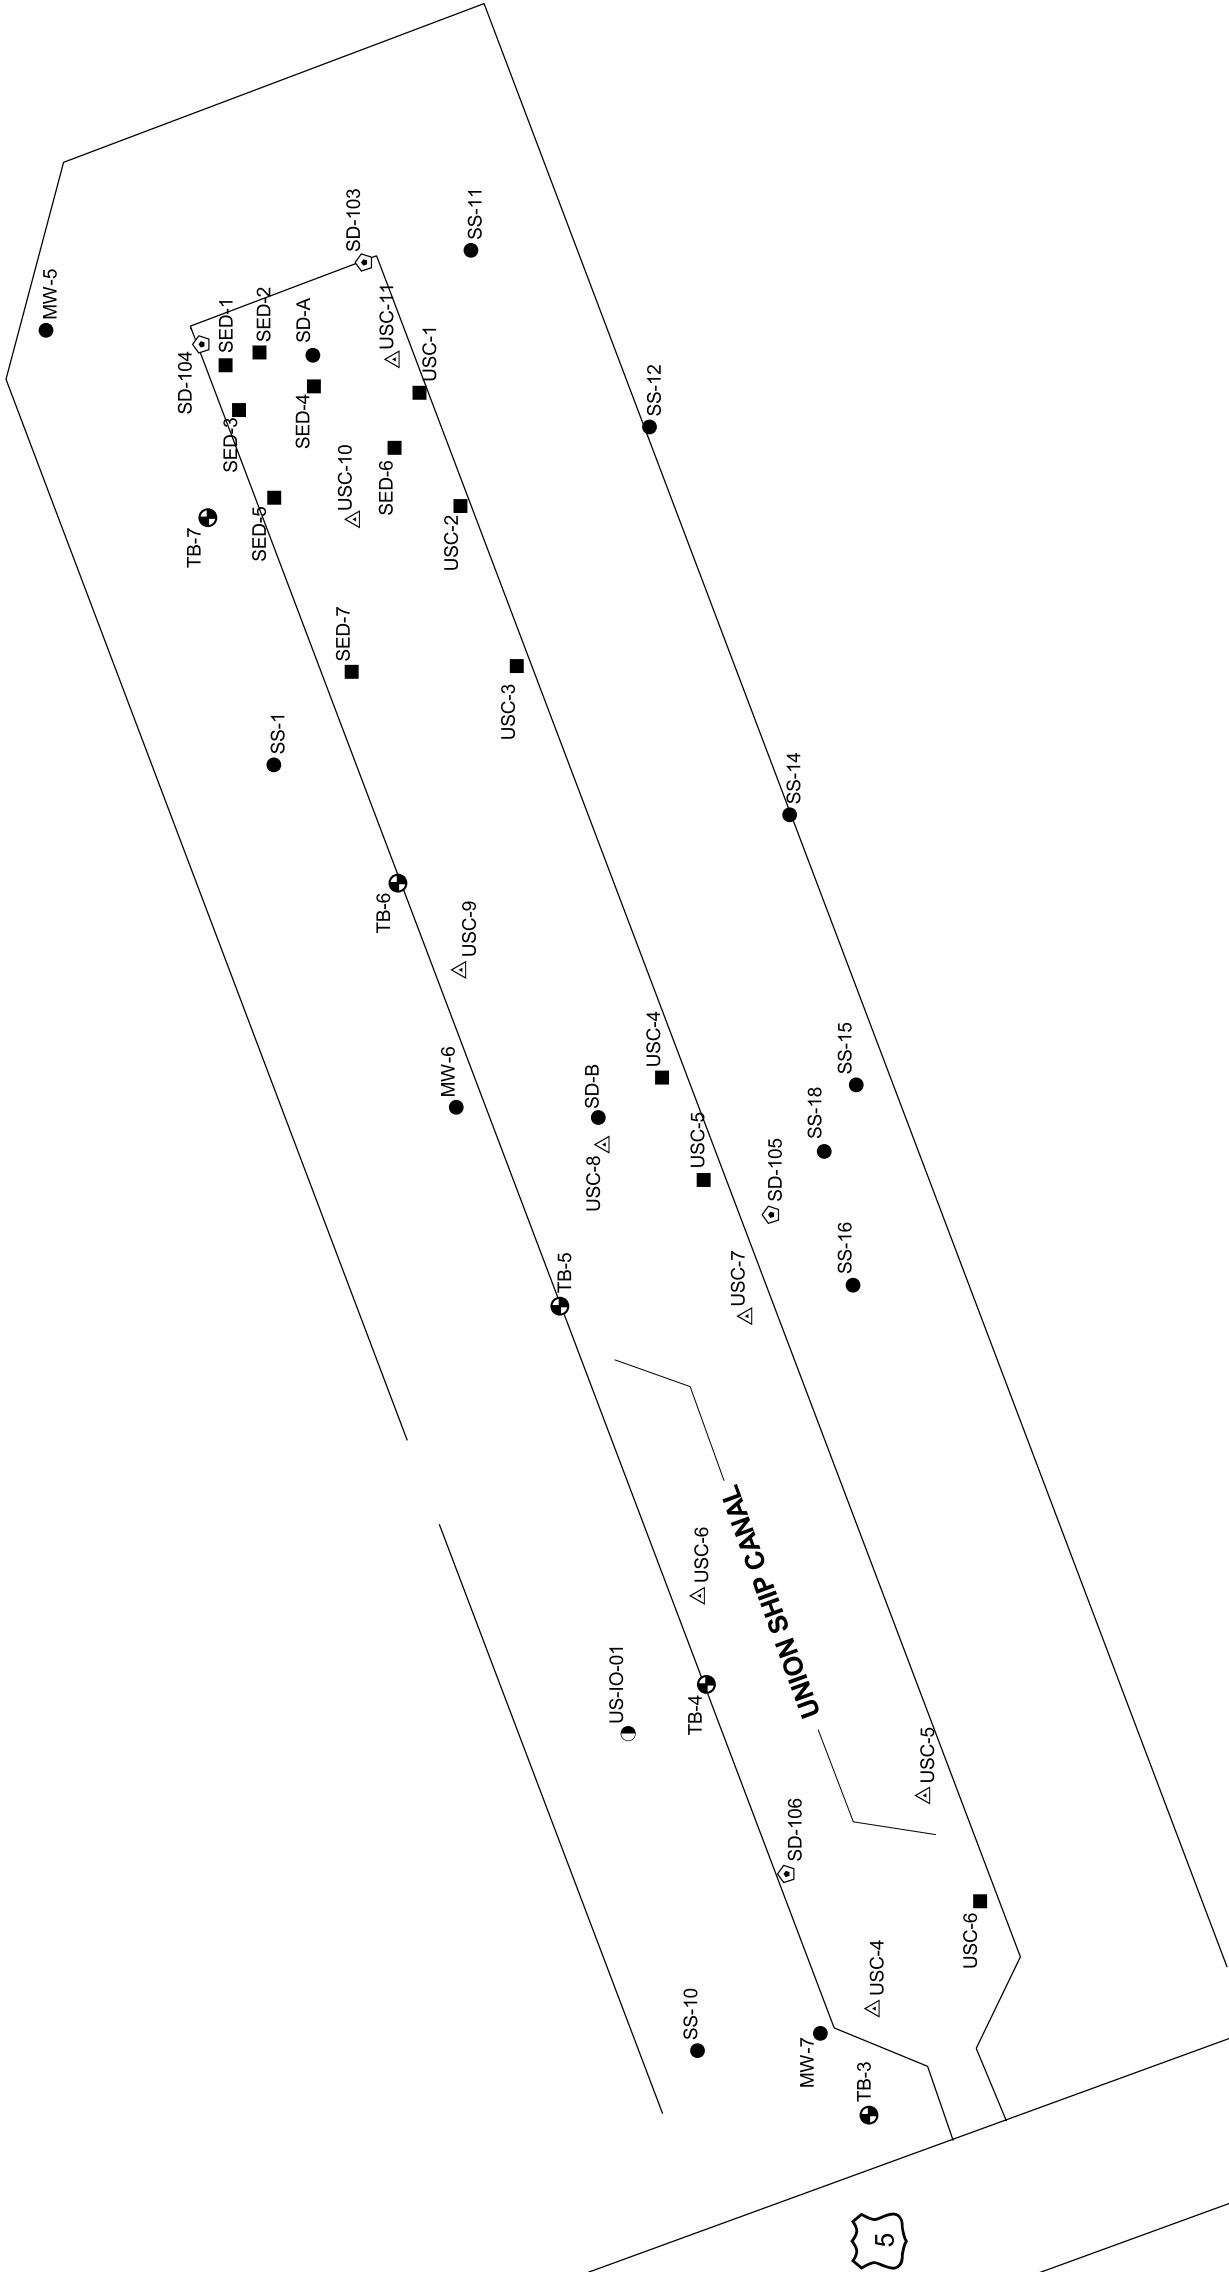 MW-5
SD-103
SS-11
SD-104
SED-1
SED-2
SD-A
USC-11
USC-1
SED-3
SED-4
SS-12
USC-10
SED-6
TB-7
SED-5
USC-2
SED-7
USC-3
SS-1
SS-14
TB-6
USC-9
MW-6
SD-B
USC-4
SS-15
USC-8
USC-5
SD-105
SS-18
TB-5
USC-7
SS-16
USC-6
UNION SHIP CANAL
US-IO-01
TB-4
USC-5
SD-106
USC-4
USC-6
SS-10
MW-7
TB-3
5